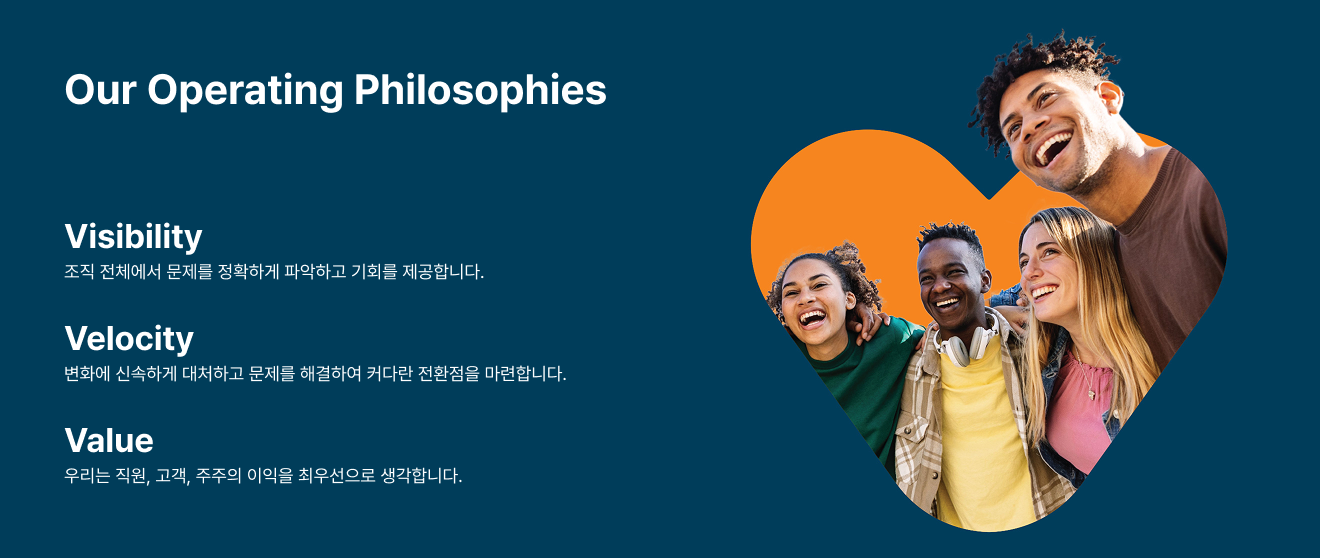 Our Operating Philosophies
Visibility
조직 전체에서 문제를 정확하게 파악하고 기회를 제공합니다.
Velocity
변화에 신속하게 대처하고 문제를 해결하여 커다란 전환점을 마련합니다.
Value
우리는 직원, 고객, 주주의 이익을 최우선으로 생각합니다.